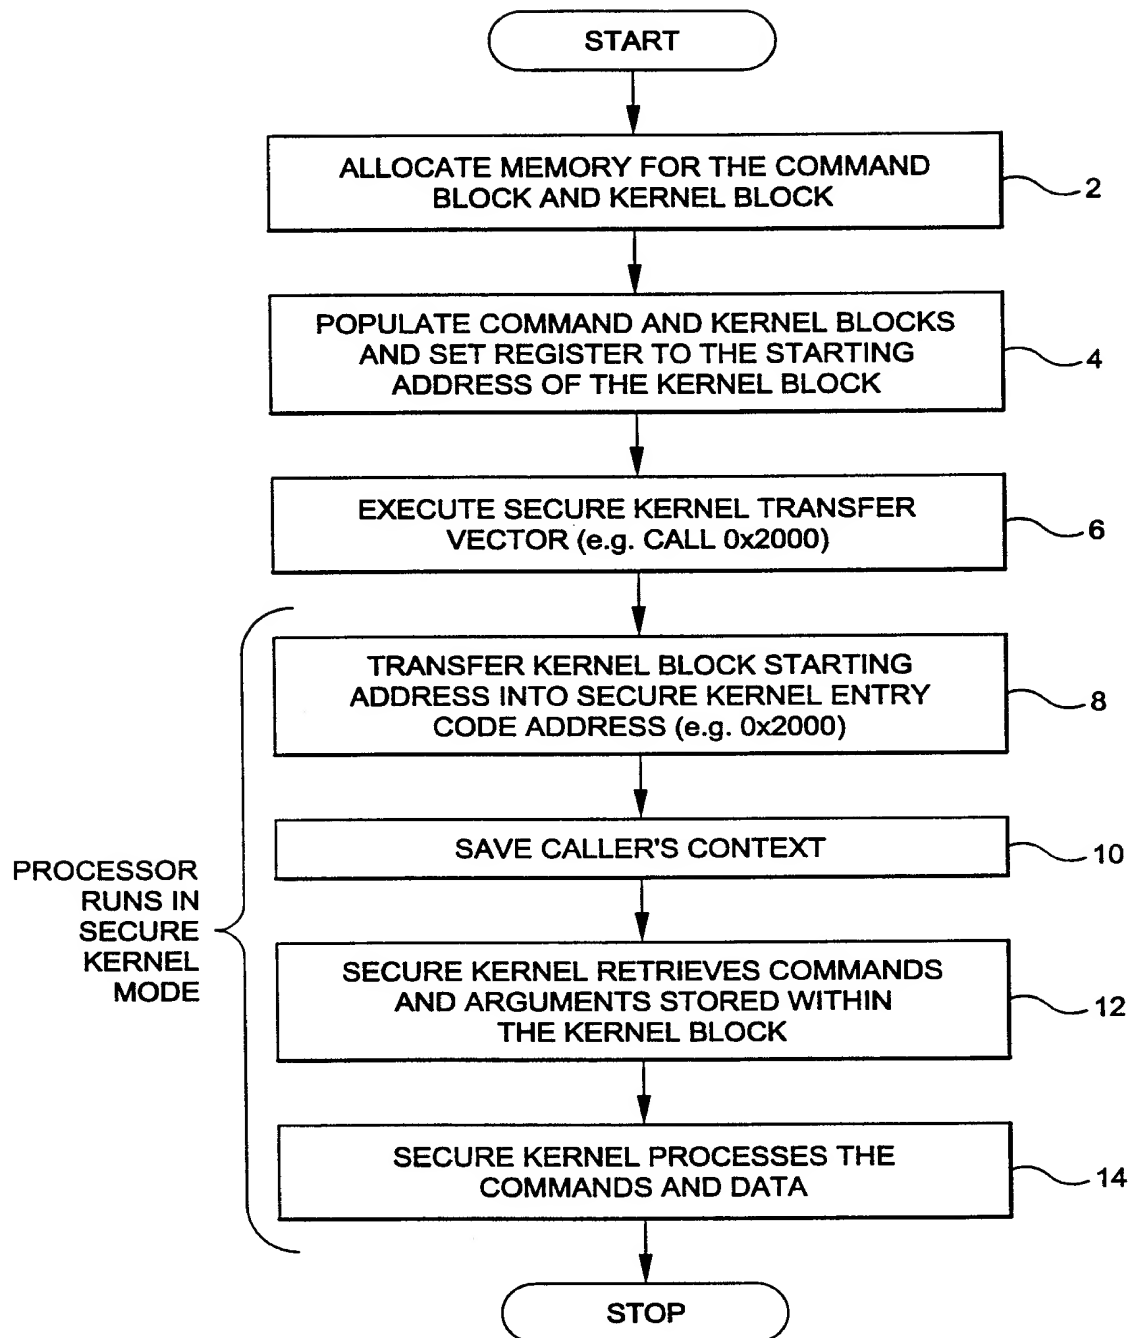 START
ALLOCATE MEMORY FOR THE COMMAND
BLOCK AND KERNEL BLOCK
2
POPULATE COMMAND AND KERNEL BLOCKS
AND SET REGISTER TO THE STARTING
ADDRESS OF THE KERNEL BLOCK
4
EXECUTE SECURE KERNEL TRANSFER
VECTOR (e.g. CALL 0x2000)
6
TRANSFER KERNEL BLOCK STARTING
ADDRESS INTO SECURE KERNEL ENTRY
CODE ADDRESS (e.g. 0x2000)
8
SAVE CALLER'S CONTEXT
10
PROCESSOR
RUNS IN
SECURE
KERNEL
MODE
SECURE KERNEL RETRIEVES COMMANDS
AND ARGUMENTS STORED WITHIN
THE KERNEL BLOCK
12
SECURE KERNEL PROCESSES THE
COMMANDS AND DATA
14
STOP